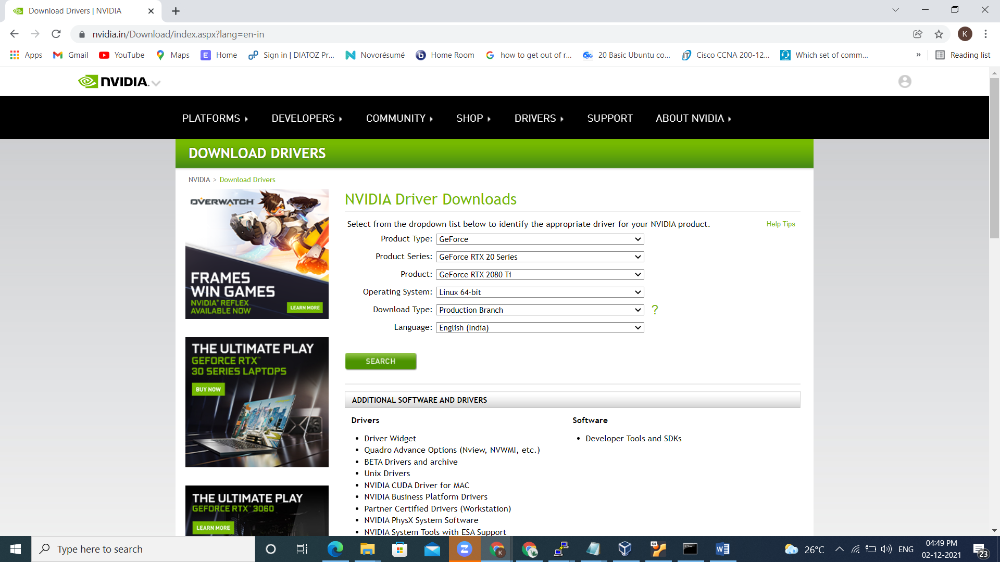 Download Drivers | NVIDIA
nvidia.in/Download/index.aspx?lang=en-in
K
Apps
Gmail
YouTube
Maps
E Home
Sign in | DIATOZ Pr...
Novorésumé
Home Room
how to get out of r...
20 Basic Ubuntu co...
Cisco CCNA 200-12...
Which set of comm...
»
Reading list
NVIDIA.
PLATFORMS
DEVELOPERS
COMMUNITY
SHOP
DRIVERS
SUPPORT
ABOUT NVIDIA
DOWNLOAD DRIVERS
NVIDIA > Download Drivers
OVERWATCH
FRAMES
WIN GAMES
NVIDIA® REFLEX
AVAILABLE NOW
LEARN MORE
THE ULTIMATE PLAY
GEFORCE RTX™
30 SERIES LAPTOPS
BUY NOW
THE ULTIMATE PLAY
GEFORCE RTX™ 3060
LEARN MORE
NVIDIA Driver Downloads
Select from the dropdown list below to identify the appropriate driver for your NVIDIA product.
Help Tips
Product Type: GeForce
Product Series: GeForce RTX 20 Series
Product: GeForce RTX 2080 Ti
Operating System: Linux 64-bit
Download Type: Production Branch ?
Language: English (India)
SEARCH
ADDITIONAL SOFTWARE AND DRIVERS
Drivers
• Driver Widget
• Quadro Advance Options (Nview, NVWMI, etc.)
• BETA Drivers and archive
• Unix Drivers
• NVIDIA CUDA Driver for MAC
• NVIDIA Business Platform Drivers
• Partner Certified Drivers (Workstation)
• NVIDIA PhysX System Software
• NVIDIA System Tools with ESA Support
Software
• Developer Tools and SDKs
Type here to search
26°C
ENG
04:49 PM
02-12-2021
23